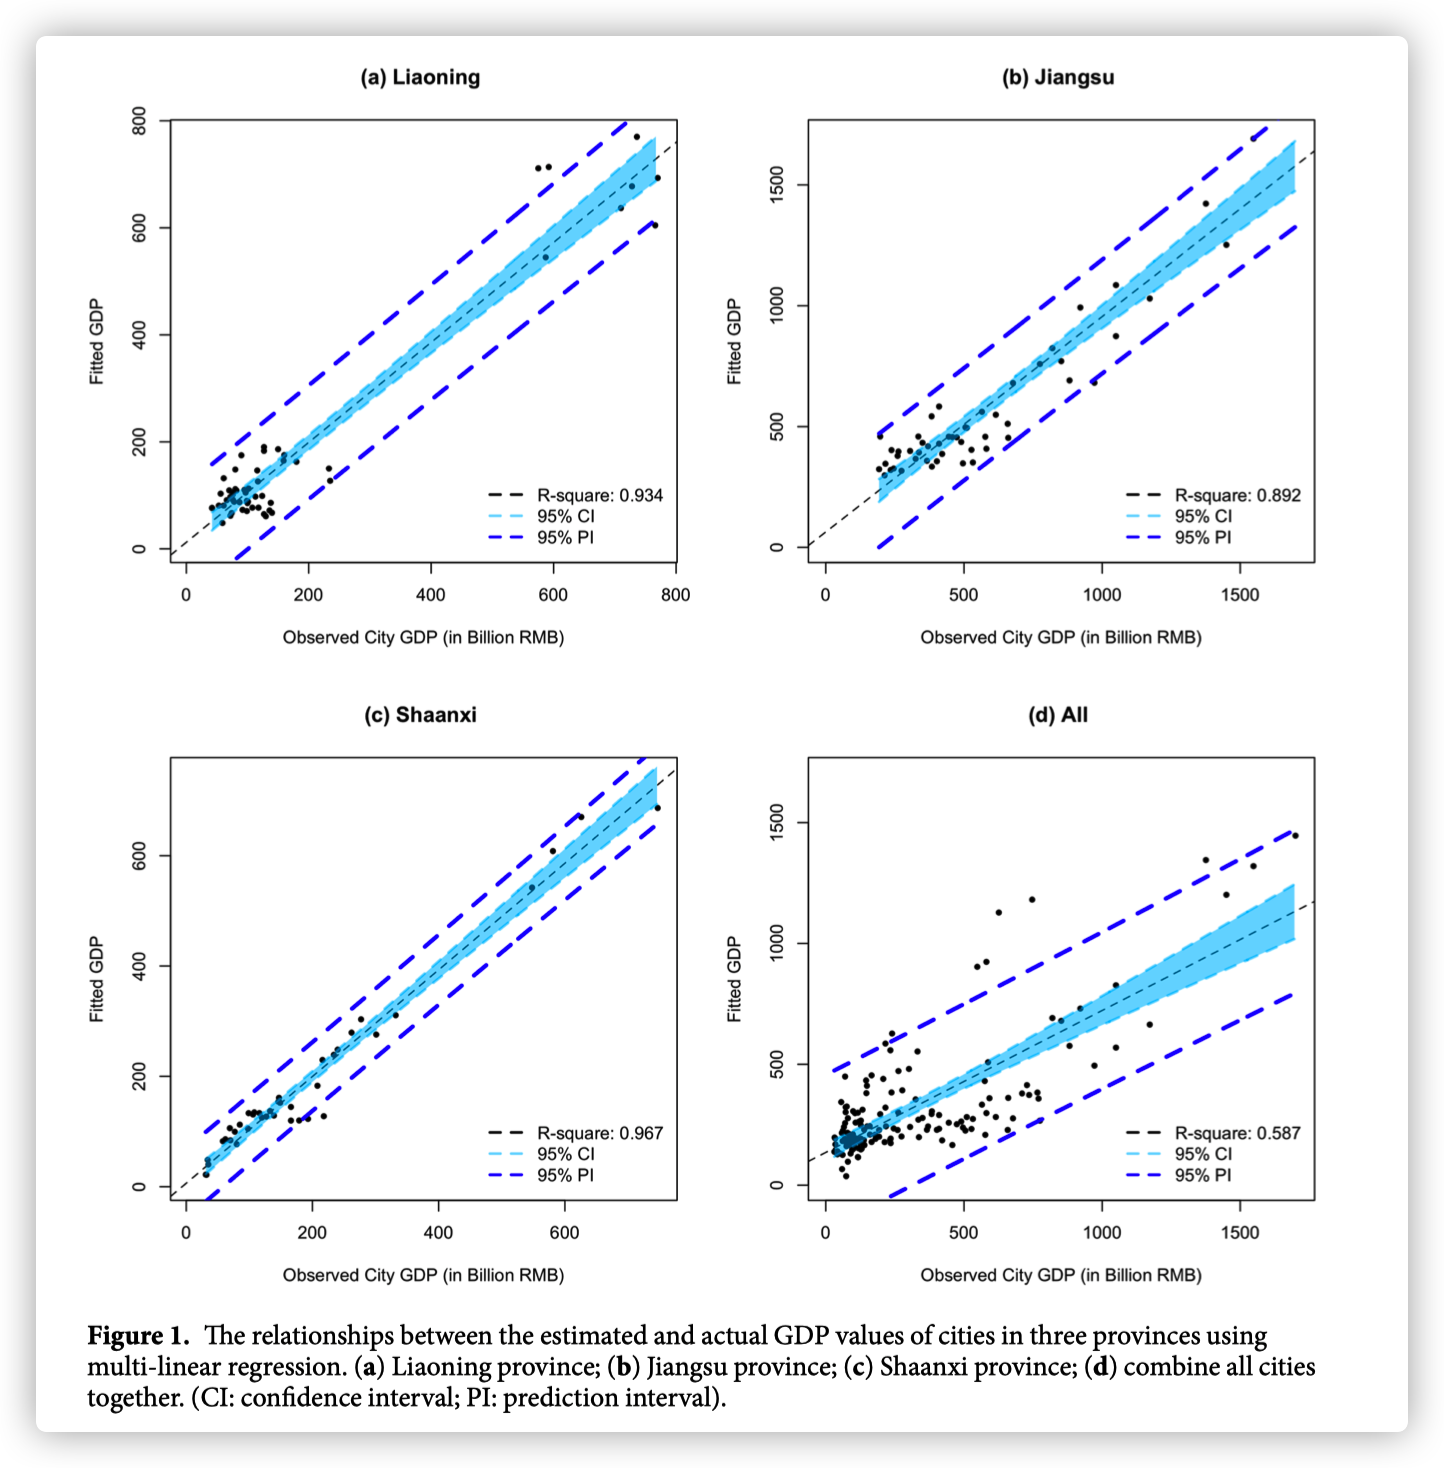 (a) Liaoning
800
600
400
200
0
Fitted GDP
R-square: 0.934
95% CI
95% PI
0 200 400 600 800
Observed City GDP (in Billion RMB)
(b) Jiangsu
1500
1000
500
0
Fitted GDP
R-square: 0.892
95% CI
95% PI
0 500 1000 1500
Observed City GDP (in Billion RMB)
(c) Shaanxi
600
400
200
0
Fitted GDP
R-square: 0.967
95% CI
95% PI
0 200 400 600
Observed City GDP (in Billion RMB)
(d) All
1500
1000
500
0
Fitted GDP
R-square: 0.587
95% CI
95% PI
0 500 1000 1500
Observed City GDP (in Billion RMB)
Figure 1. The relationships between the estimated and actual GDP values of cities in three provinces using
multi-linear regression. (a) Liaoning province; (b) Jiangsu province; (c) Shaanxi province; (d) combine all cities
together. (CI: confidence interval; PI: prediction interval).